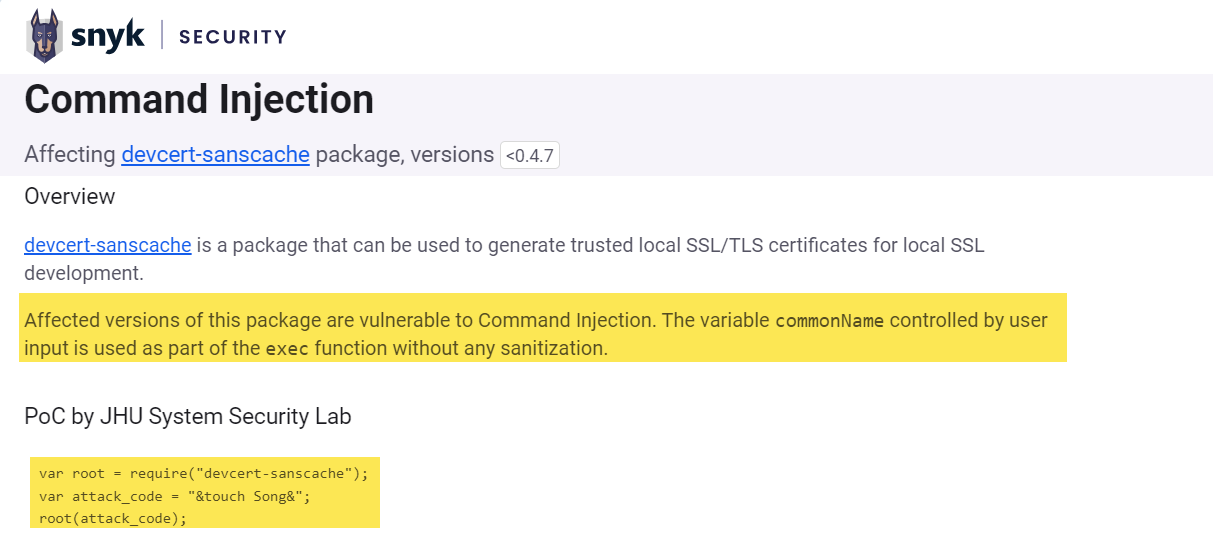 snyk | SECURITY
Command Injection
Affecting devcert-sanscache package, versions <0.4.7
Overview
devcert-sanscache is a package that can be used to generate trusted local SSL/TLS certificates for local SSL
development.
Affected versions of this package are vulnerable to Command Injection. The variable commonName controlled by user
input is used as part of the exec function without any sanitization.
PoC by JHU System Security Lab
var root = require("devcert-sanscache");
var attack_code = "&touch Song&";
root(attack_code);